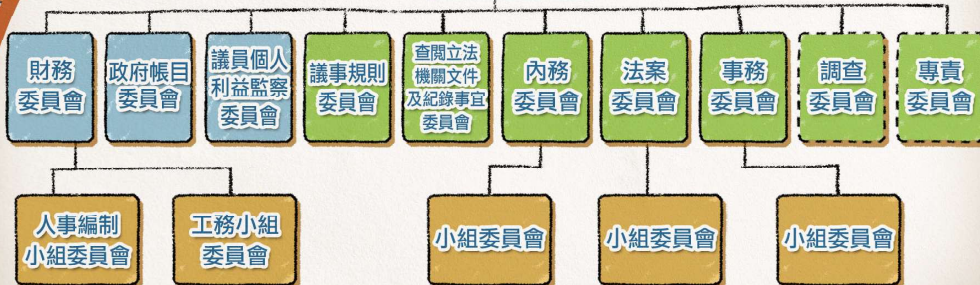 財務
委員會
政府帳目
委員會
議員個人
利益監察
委員會
議事規則
委員會
查閱立法
機關文件
及紀錄事宜
委員會
內務
委員會
法案
委員會
事務
委員會
調查
委員會
專責
委員會
人事編制
小組委員會
工務小組
委員會
小組委員會
小組委員會
小組委員會